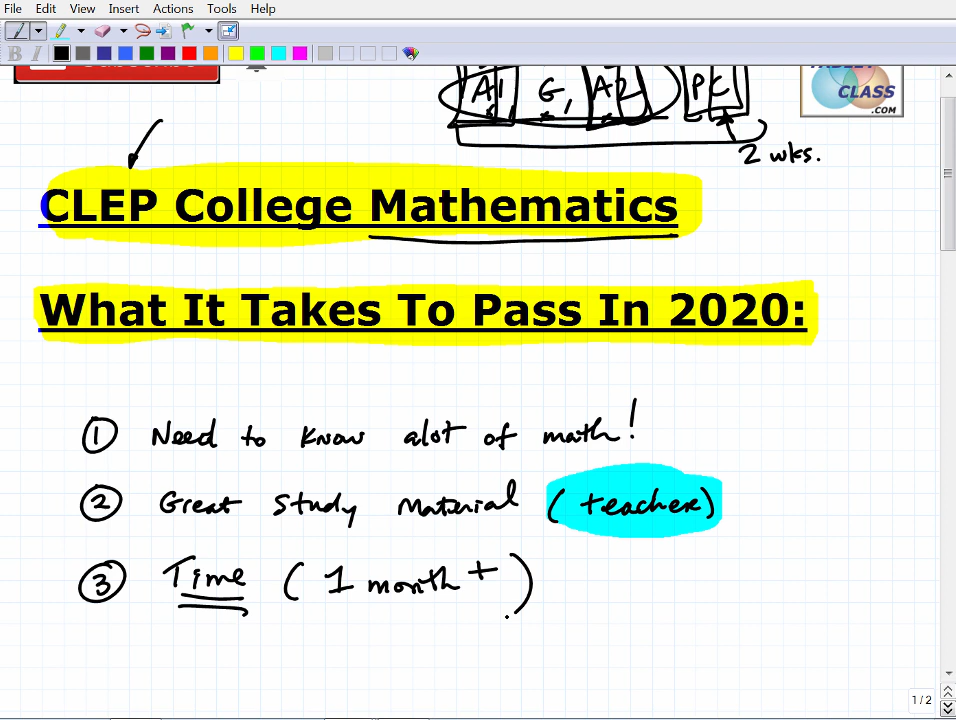 File Edit View Insert Actions Tools Help
B I
A1 G, A2 PC
CLASS
.COM
2 wks.
CLEP College Mathematics
What It Takes To Pass In 2020:
1 Need to know alot of math!
2 Great Study Material (teacher)
3 Time (1 month +)
1 / 2